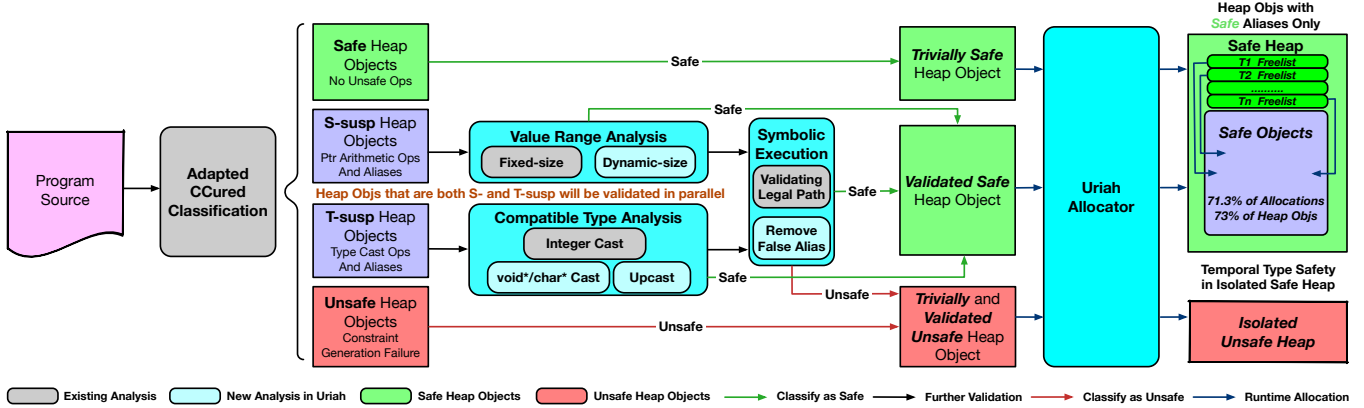 Program
Source
Adapted
CCured
Classification
Safe Heap
Objects
No Unsafe Ops
S-susp Heap
Objects
Ptr Arithmetic Ops
And Aliases
Heap Objs that are both S- and T-susp will be validated in parallel
T-susp Heap
Objects
Type Cast Ops
And Aliases
Unsafe Heap
Objects
Constraint
Generation Failure
Value Range Analysis
Fixed-size
Dynamic-size
Compatible Type Analysis
Integer Cast
void*/char* Cast
Upcast
Symbolic
Execution
Validating
Legal Path
Remove
False Alias
Safe
Safe
Safe
Safe
Unsafe
Unsafe
Trivially Safe
Heap Object
Validated Safe
Heap Object
Trivially and
Validated
Unsafe Heap
Object
Uriah
Allocator
Heap Objs with
Safe Aliases Only
Safe Heap
T1 Freelist
T2 Freelist
..........
Tn Freelist
Safe Objects
71.3% of Allocations
73% of Heap Objs
Temporal Type Safety
in Isolated Safe Heap
Isolated
Unsafe Heap
Existing Analysis
New Analysis in Uriah
Safe Heap Objects
Unsafe Heap Objects
Classify as Safe
Further Validation
Classify as Unsafe
Runtime Allocation